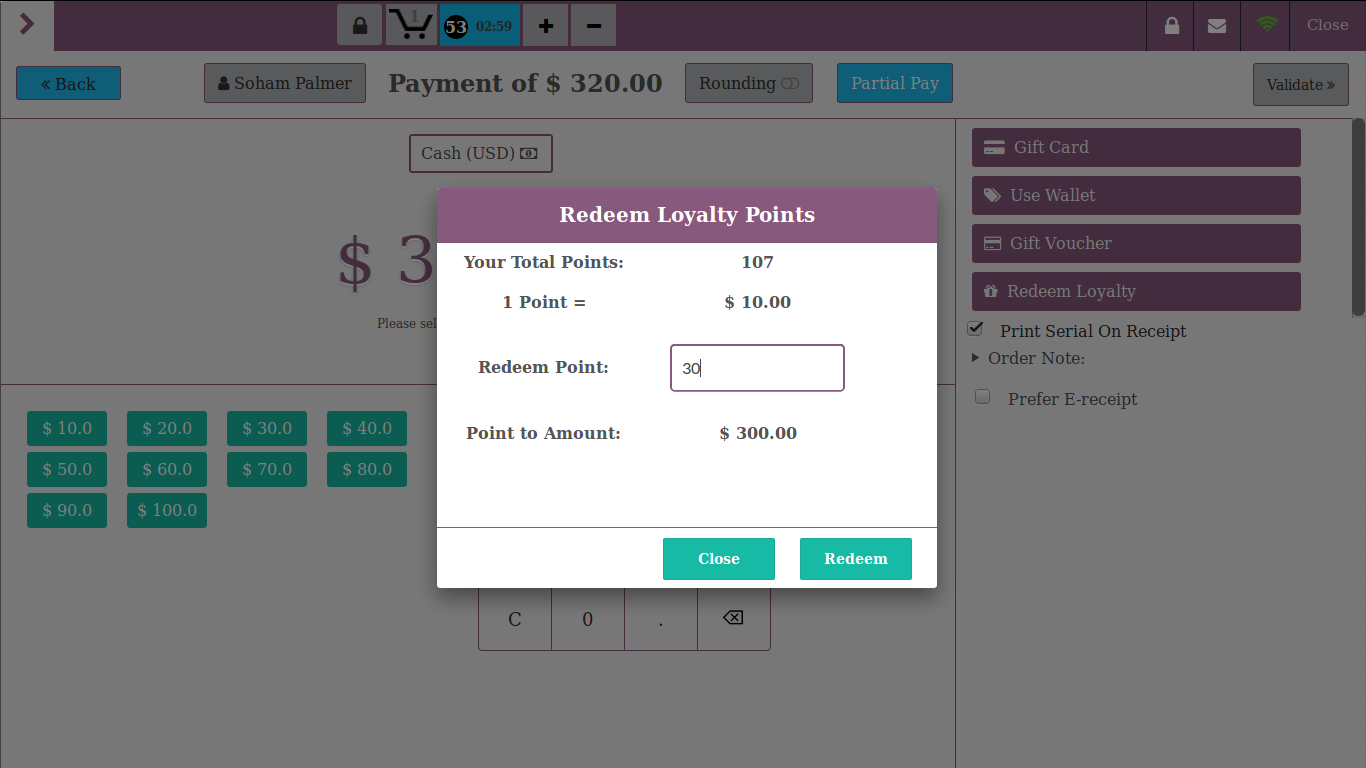 1
53 02:59
+
−
Close
« Back
Soham Palmer
Payment of $ 320.00
Rounding
Partial Pay
Validate »
Cash (USD)
Gift Card
Use Wallet
Gift Voucher
Redeem Loyalty
Print Serial On Receipt
Order Note:
Prefer E-receipt
$ 3
Please sel
Redeem Loyalty Points
Your Total Points: 107
1 Point = $ 10.00
Redeem Point: 30
Point to Amount: $ 300.00
Close Redeem
$ 10.0 $ 20.0 $ 30.0 $ 40.0
$ 50.0 $ 60.0 $ 70.0 $ 80.0
$ 90.0 $ 100.0
C 0 .